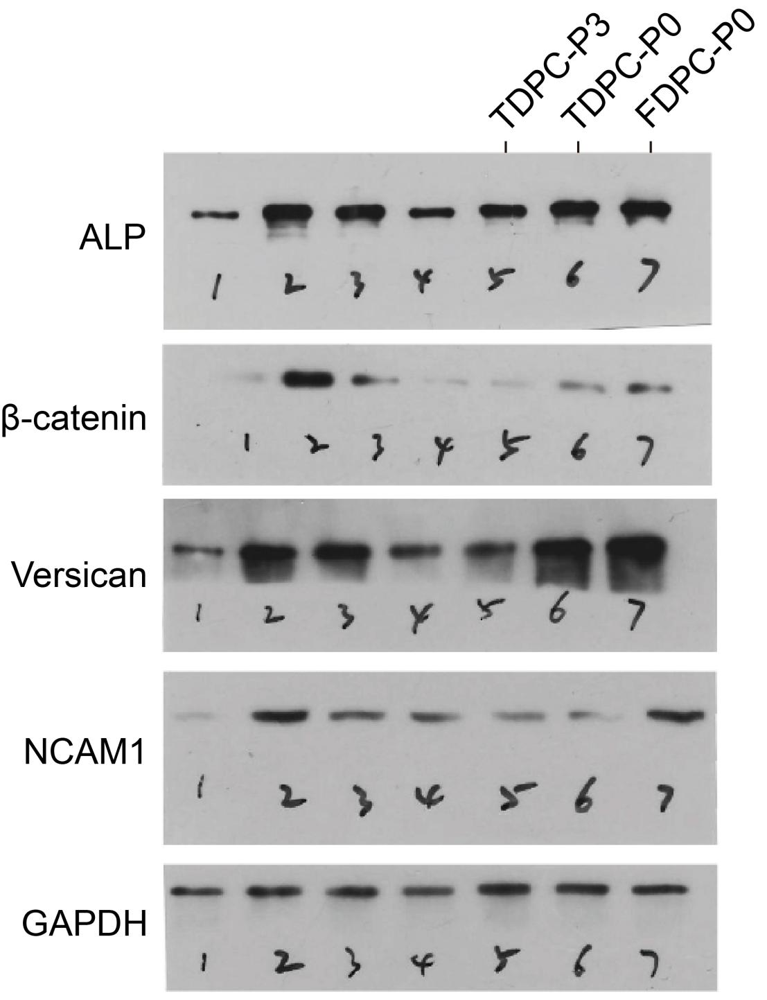 TDPC-P3
TDPC-P0
FDPC-P0
ALP
1 2 3 4 5 6 7
β-catenin
1 2 3 4 5 6 7
Versican
1 2 3 4 5 6 7
NCAM1
1 2 3 4 5 6 7
GAPDH
1 2 3 4 5 6 7